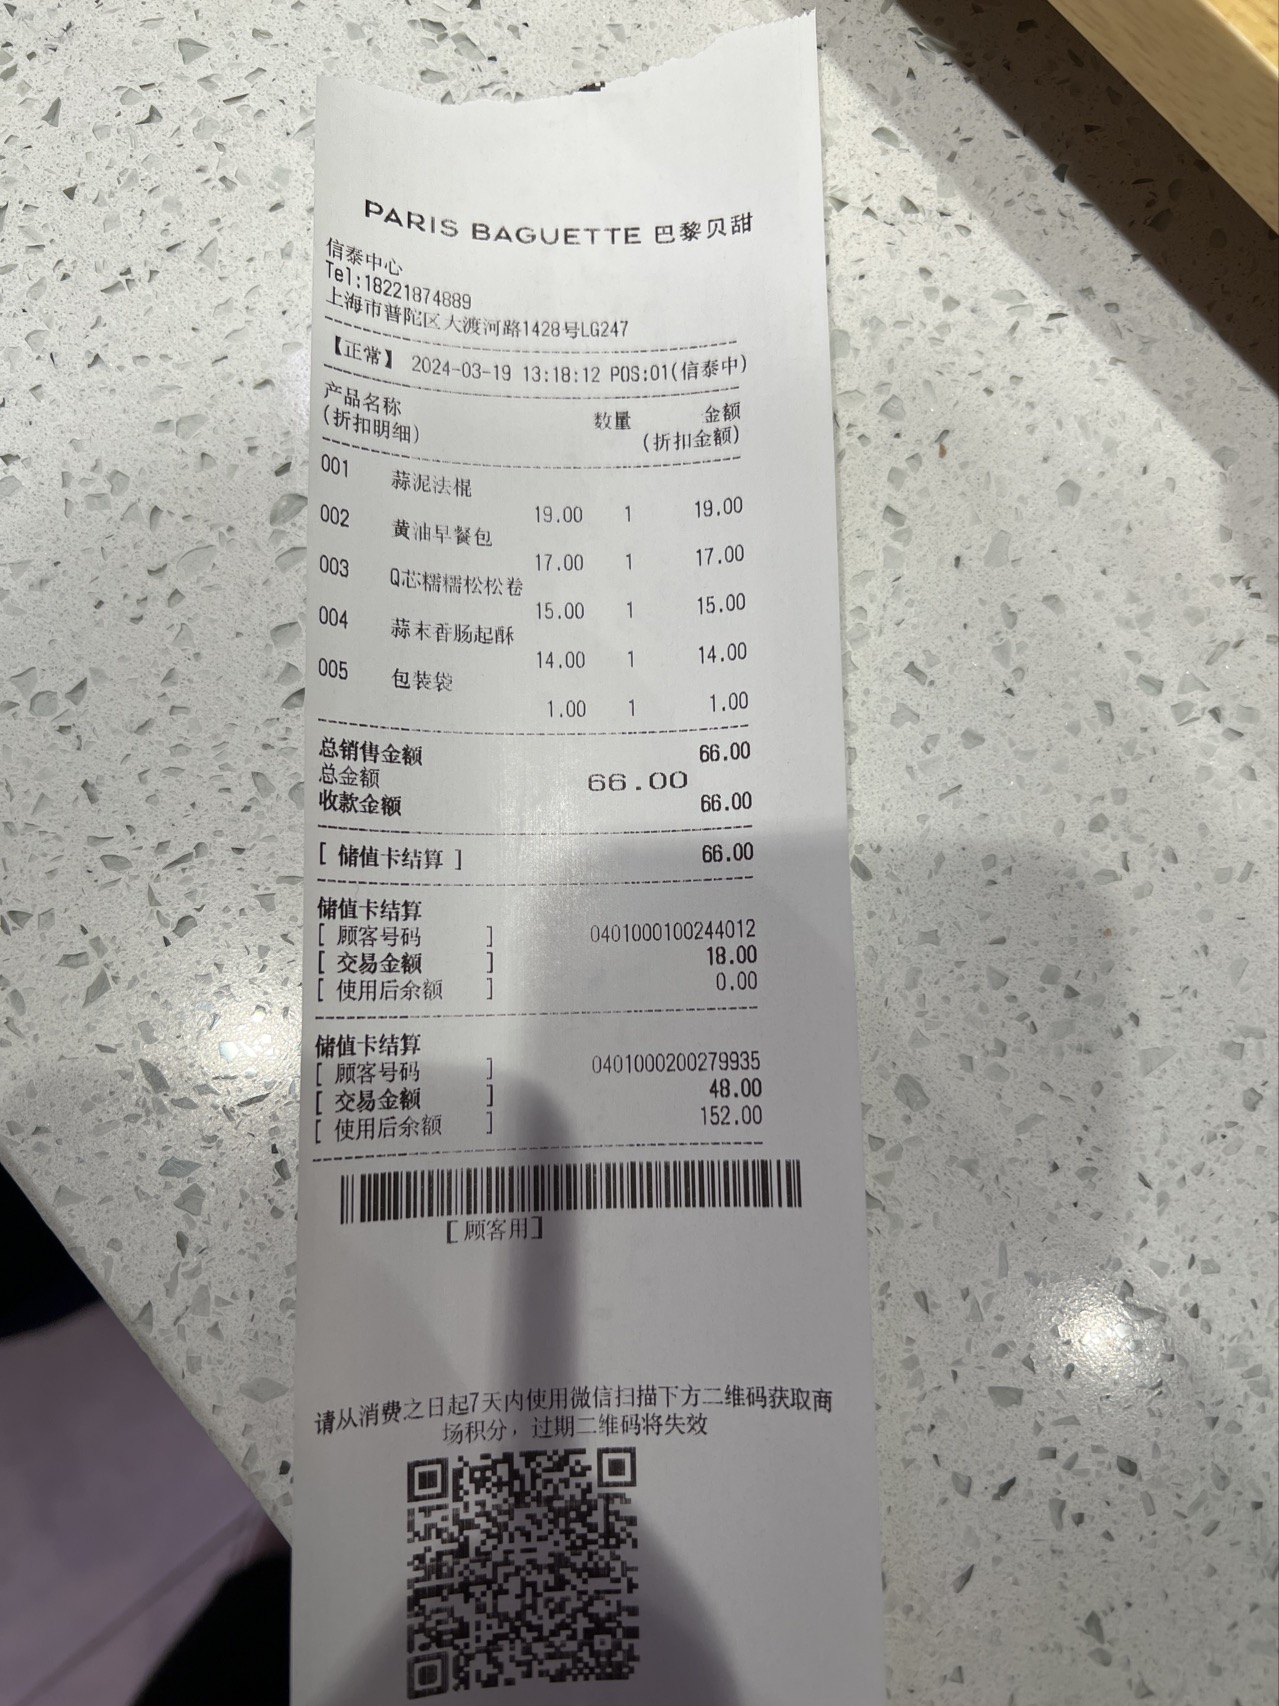 PARIS BAGUETTE 巴黎贝甜
信泰中心
Tel:18221874889
上海市普陀区大渡河路1428号LG247
【正常】 2024-03-19 13:18:12 POS:01(信泰中)
产品名称 数量 金额
(折扣明细) (折扣金额)
001 蒜泥法棍
19.00 1 19.00
002 黄油早餐包
17.00 1 17.00
003 Q芯糯糯松松卷
15.00 1 15.00
004 蒜末香肠起酥
14.00 1 14.00
005 包装袋
1.00 1 1.00
总销售金额 66.00
总金额 66.00
收款金额 66.00
[ 储值卡结算 ] 66.00
储值卡结算
[ 顾客号码 ] 0401000100244012
[ 交易金额 ] 18.00
[ 使用后余额 ] 0.00
储值卡结算
[ 顾客号码 ] 0401000200279935
[ 交易金额 ] 48.00
[ 使用后余额 ] 152.00
[顾客用]
请从消费之日起7天内使用微信扫描下方二维码获取商
场积分，过期二维码将失效